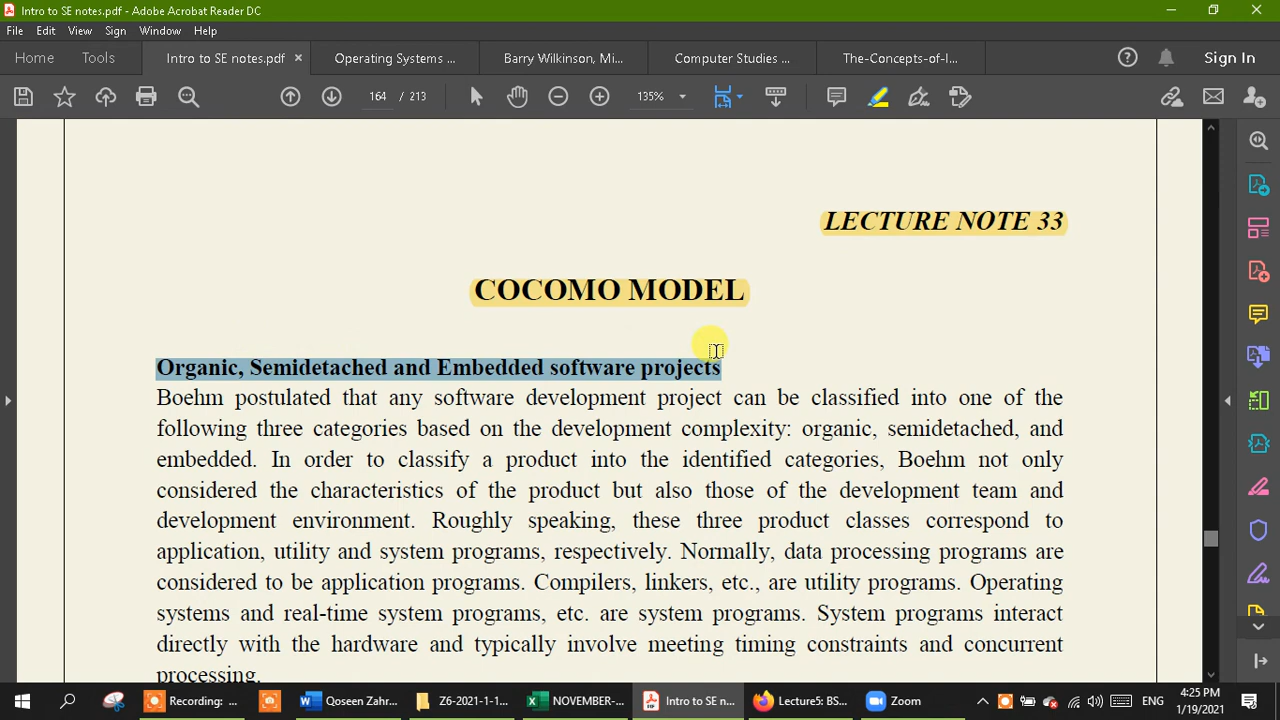 Intro to SE notes.pdf - Adobe Acrobat Reader DC
File Edit View Sign Window Help
Home Tools Intro to SE notes.pdf × Operating Systems ... Barry Wilkinson, Mi... Computer Studies ... The-Concepts-of-I... Sign In
164 / 213 135%
LECTURE NOTE 33
COCOMO MODEL
Organic, Semidetached and Embedded software projects
Boehm postulated that any software development project can be classified into one of the
following three categories based on the development complexity: organic, semidetached, and
embedded. In order to classify a product into the identified categories, Boehm not only
considered the characteristics of the product but also those of the development team and
development environment. Roughly speaking, these three product classes correspond to
application, utility and system programs, respectively. Normally, data processing programs are
considered to be application programs. Compilers, linkers, etc., are utility programs. Operating
systems and real-time system programs, etc. are system programs. System programs interact
directly with the hardware and typically involve meeting timing constraints and concurrent
processing.
Recording: ... Qoseen Zahr... Z6-2021-1-1... NOVEMBER-... Intro to SE n... Lecture5: BS... Zoom ENG 4:25 PM
1/19/2021